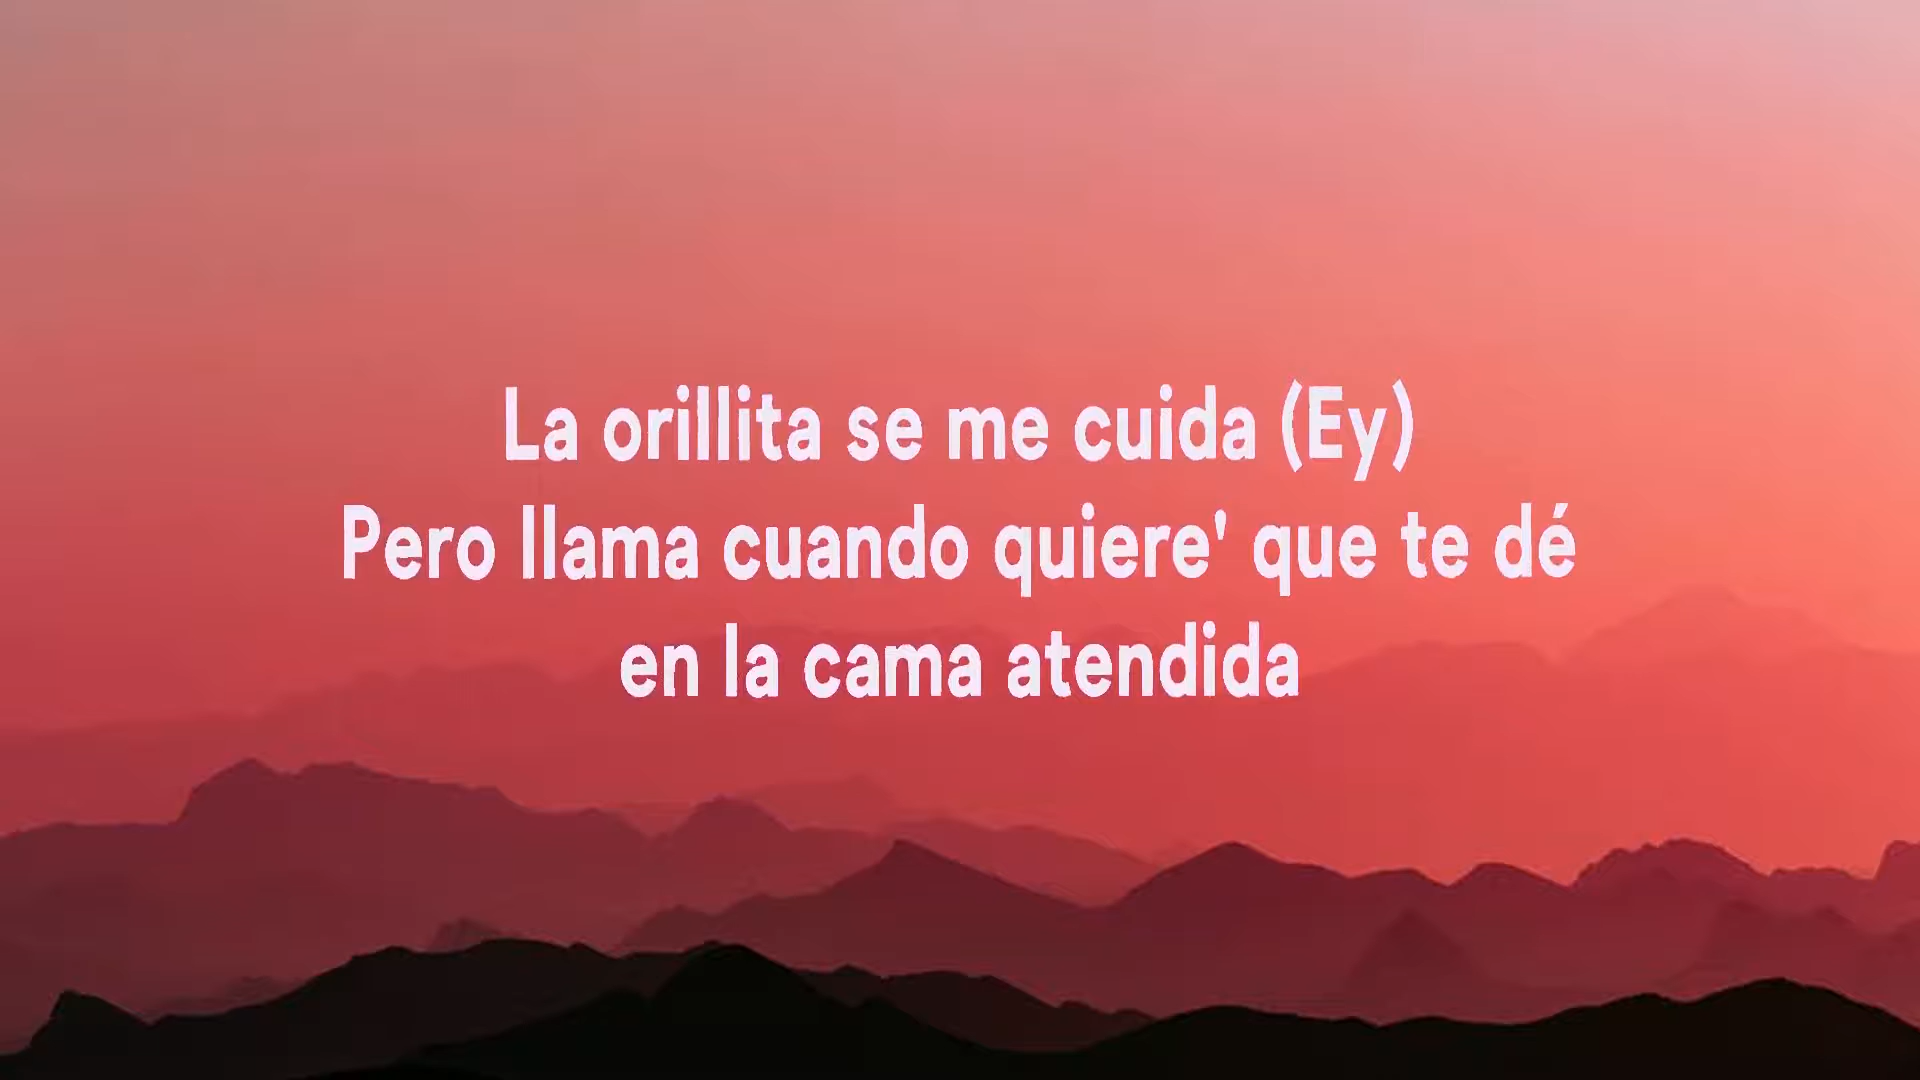 La orillita se me cuida (Ey)
Pero llama cuando quiere' que te dé
en la cama atendida